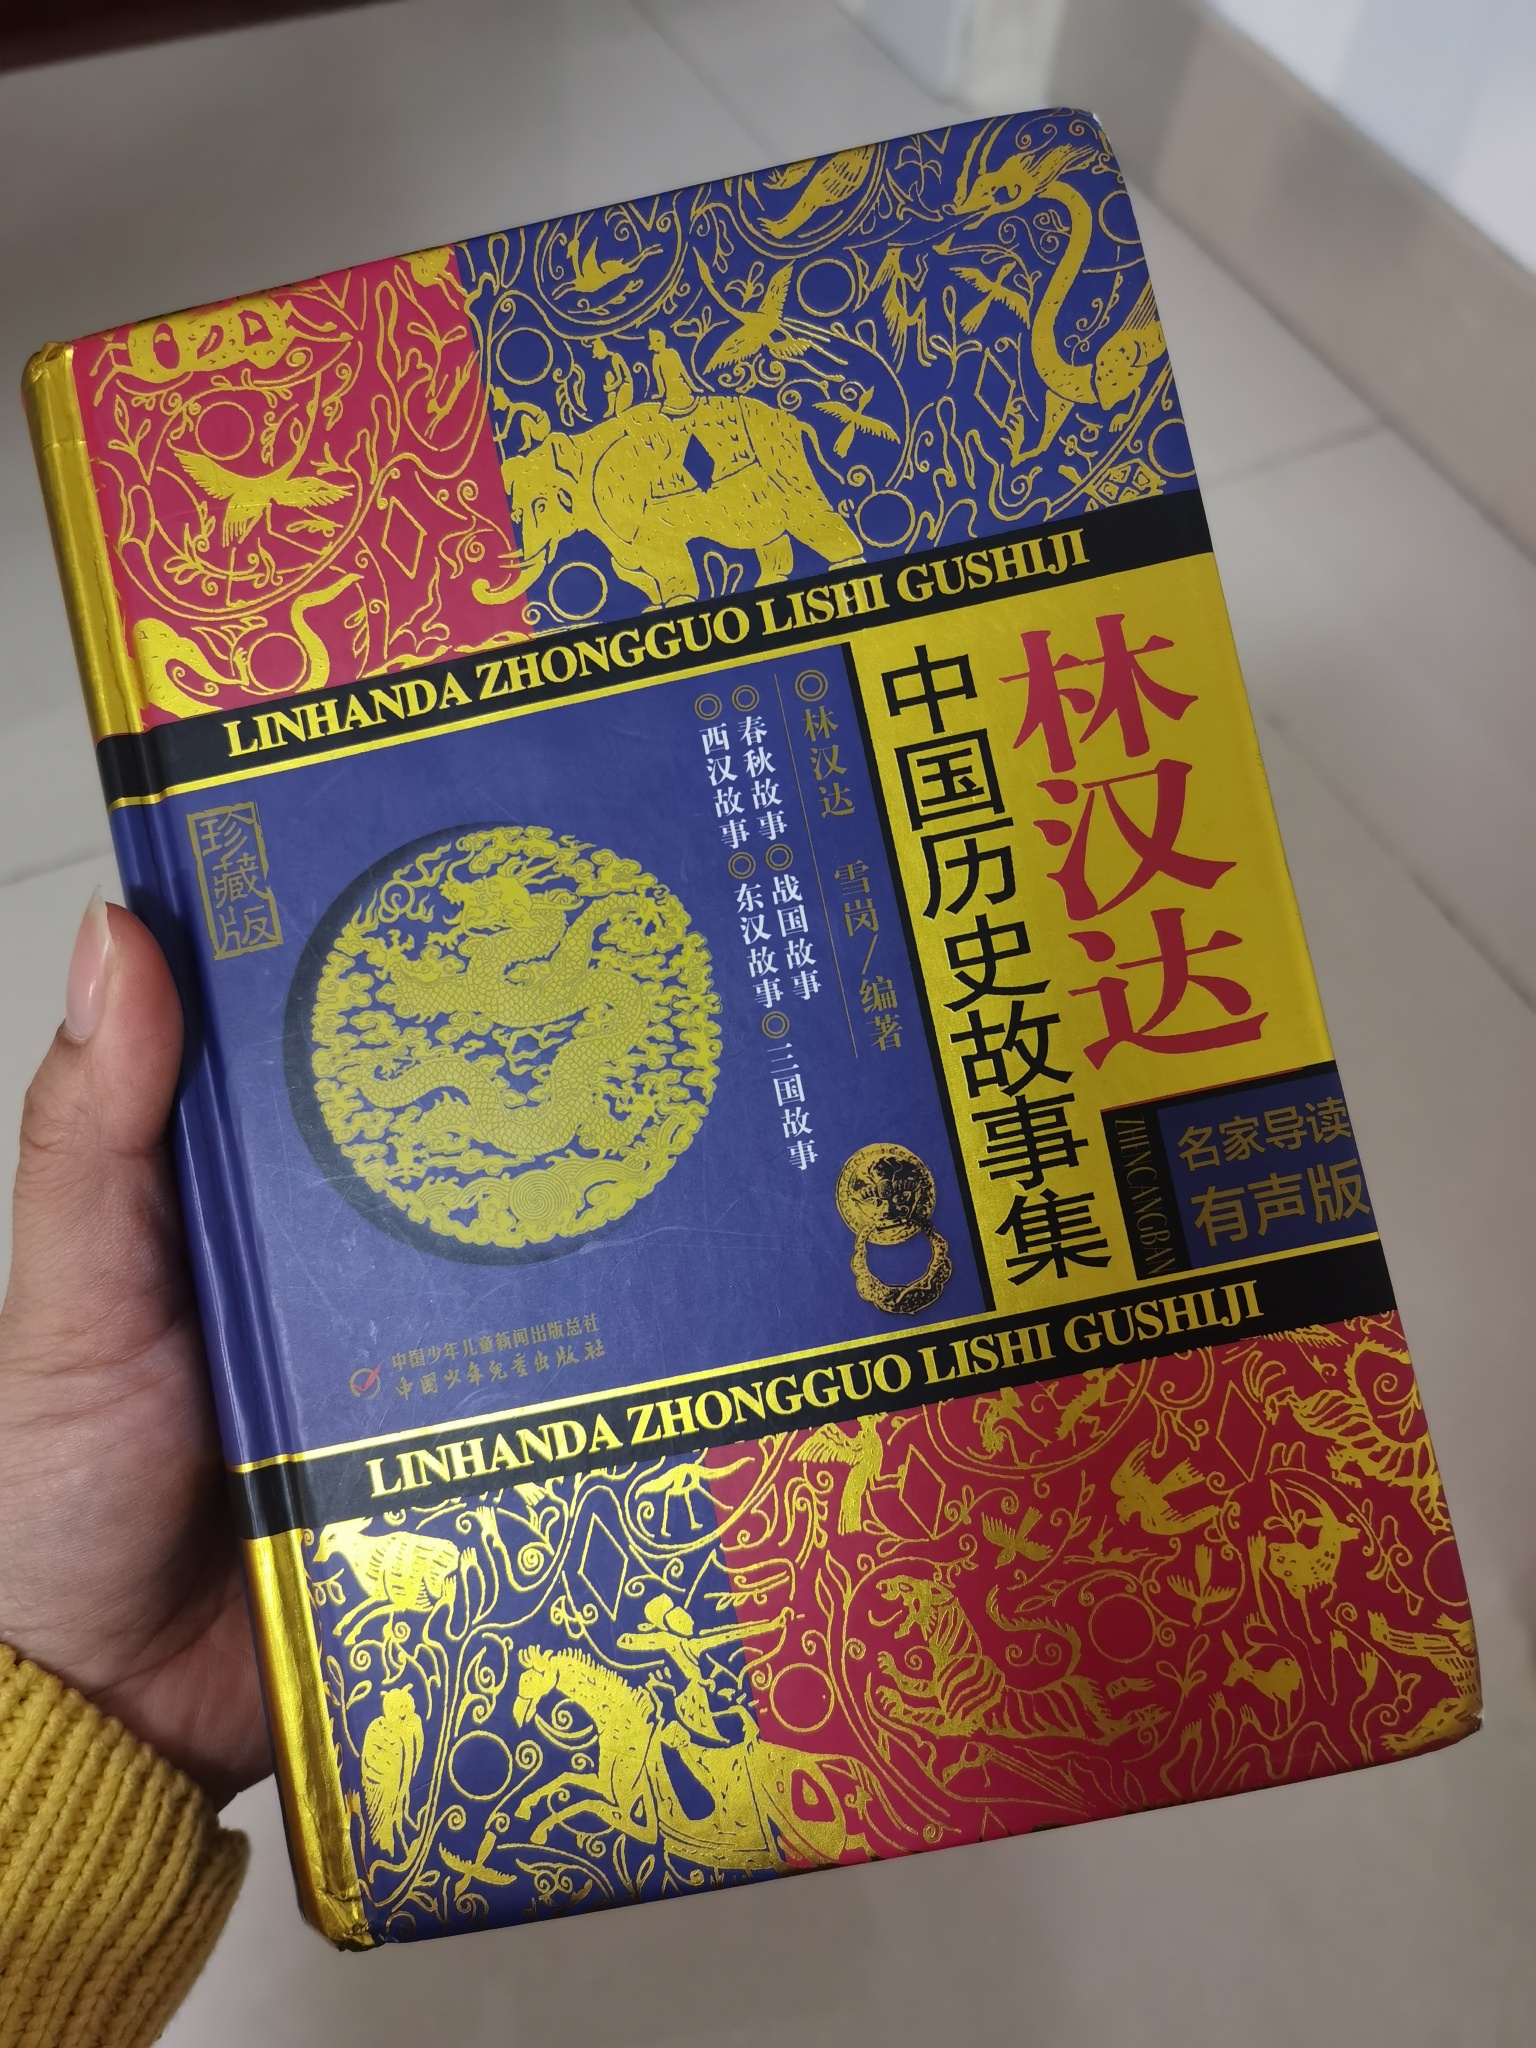 LINHANDA ZHONGGUO LISHI GUSHIJI
林汉达
中国历史故事集
名家导读
有声版
ZHENCANGBAN
◎林汉达 雪岗/编著
◎春秋故事◎战国故事
◎西汉故事◎东汉故事◎三国故事
珍藏版
中国少年儿童新闻出版总社
中国少年儿童出版社
LINHANDA ZHONGGUO LISHI GUSHIJI